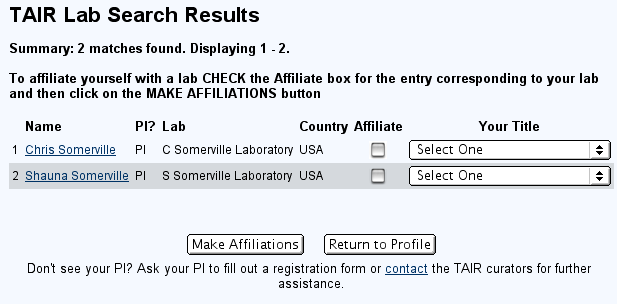 TAIR Lab Search Results
Summary: 2 matches found. Displaying 1 - 2.
To affiliate yourself with a lab CHECK the Affiliate box for the entry corresponding to your lab
and then click on the MAKE AFFILIATIONS button
Name PI? Lab Country Affiliate Your Title
1 Chris Somerville PI C Somerville Laboratory USA Select One
2 Shauna Somerville PI S Somerville Laboratory USA Select One
Make Affiliations Return to Profile
Don't see your PI? Ask your PI to fill out a registration form or contact the TAIR curators for further
assistance.